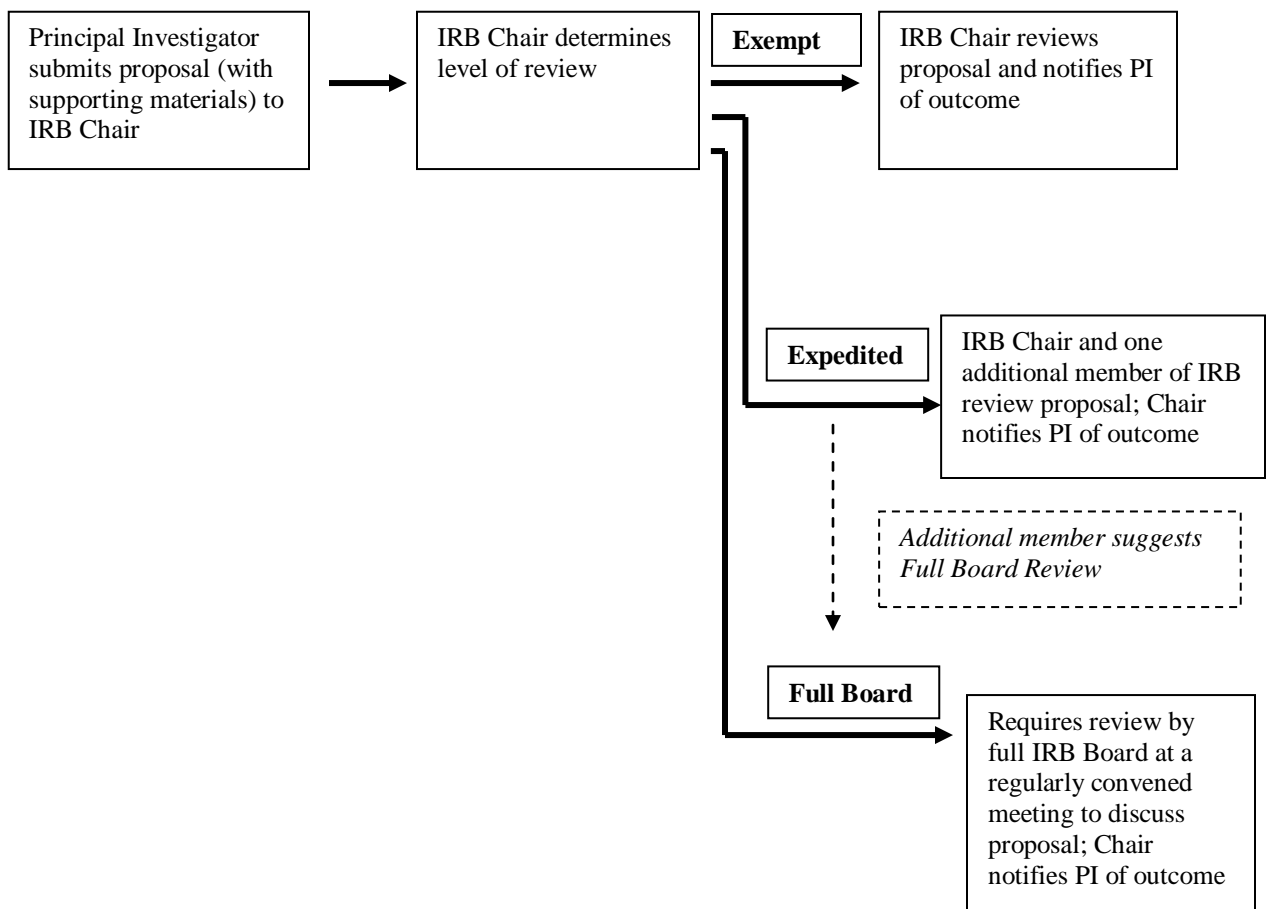 Principal Investigator
submits proposal (with
supporting materials) to
IRB Chair
IRB Chair determines
level of review
Exempt
IRB Chair reviews
proposal and notifies PI
of outcome
Expedited
IRB Chair and one
additional member of IRB
review proposal; Chair
notifies PI of outcome
Additional member suggests
Full Board Review
Full Board
Requires review by
full IRB Board at a
regularly convened
meeting to discuss
proposal; Chair
notifies PI of outcome